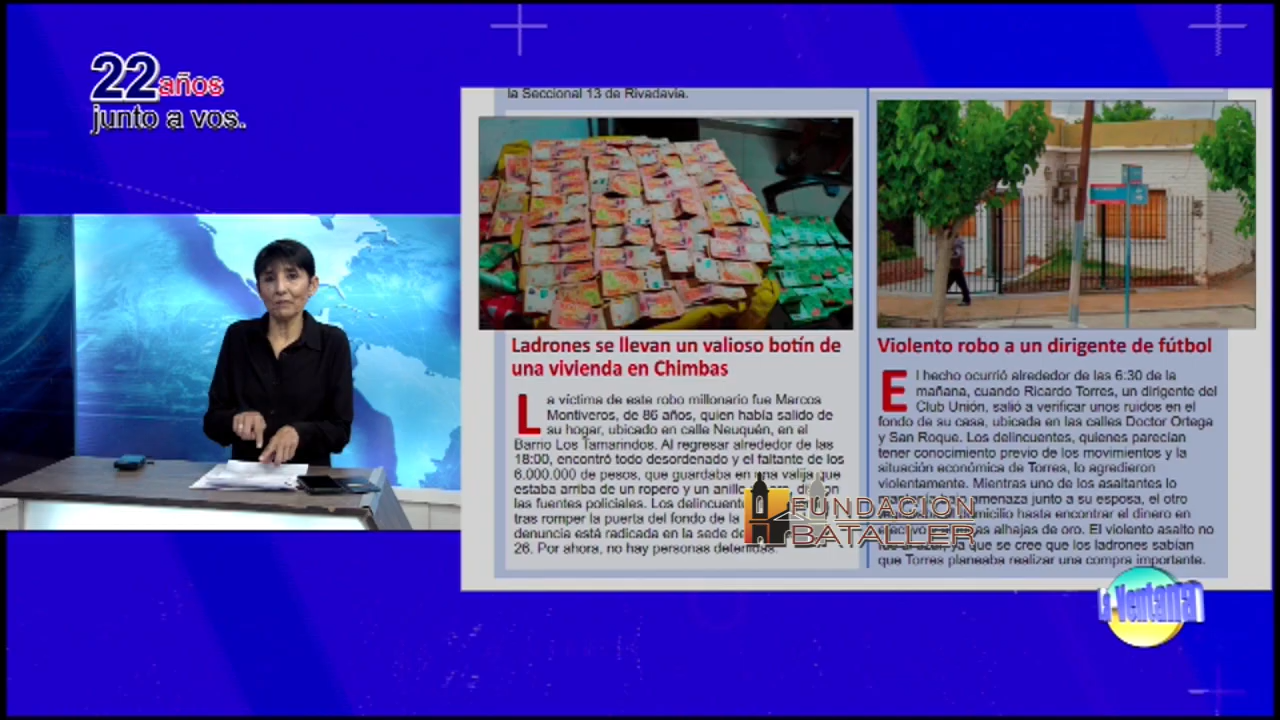 22 años
junto a vos.
la Seccional 13 de Rivadavia.
Ladrones se llevan un valioso botín de
una vivienda en Chimbas
La víctima de este robo millonario fue Marcos
Montiveros, de 86 años, quien había salido de
su hogar, ubicado en calle Neuquén, en el
Barrio Los Tamarindos. Al regresar alrededor de las
18:00, encontró todo desordenado y el faltante de los
6.000.000 de pesos, que guardaba en una valija que
estaba arriba de un ropero y un anillo
las fuentes policiales. Los
tras romper la puerta del fondo de la
denuncia está radicada en la sede
26. Por ahora, no hay personas detenidas.
Violento robo a un dirigente de fútbol
El hecho ocurrió alrededor de las 6:30 de la
mañana, cuando Ricardo Torres, un dirigente del
Club Unión, salió a verificar unos ruidos en el
fondo de su casa, ubicada en las calles Doctor Ortega
y San Roque. Los delincuentes, quienes parecían
tener conocimiento previo de los movimientos y la
situación económica de Torres, lo agredieron
violentamente. Mientras uno de los asaltantes lo
amenaza junto a su esposa, el otro
hasta encontrar el dinero en
alhajas de oro. El violento asalto no
ya que se cree que los ladrones sabían
que Torres planeaba realizar una compra importante.
FUNDACION
BATALLER
La Ventana